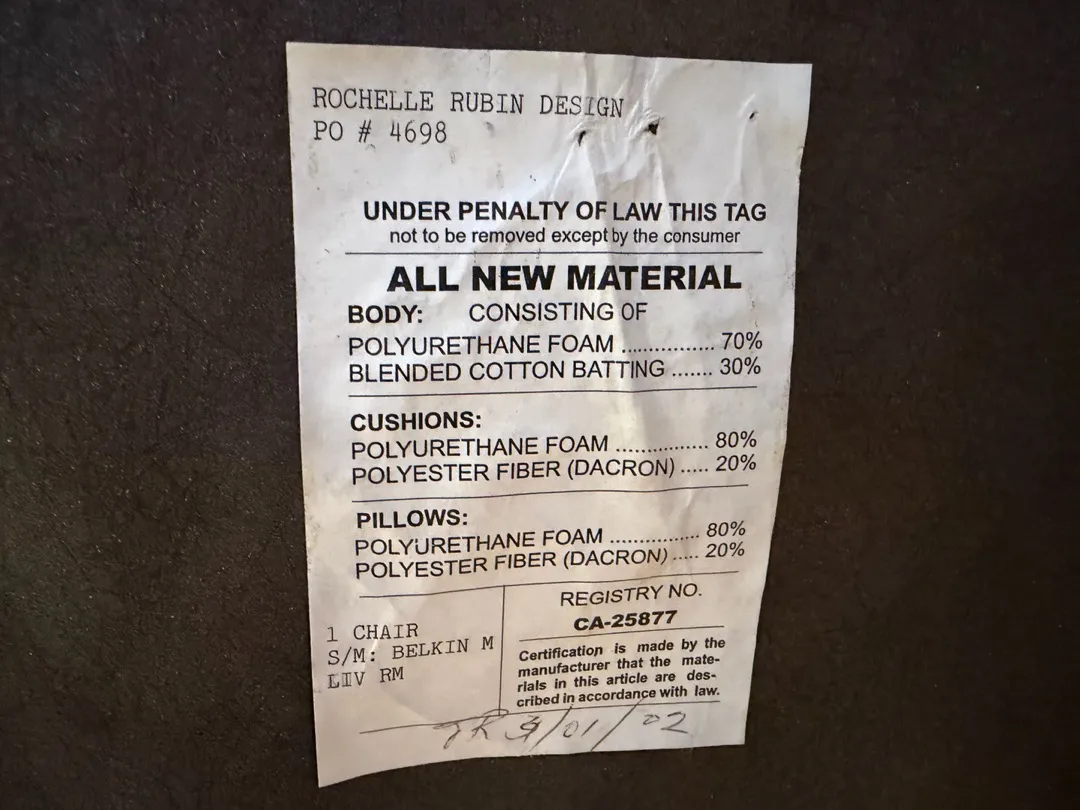 ROCHELLE RUBIN DESIGN
PO # 4698
UNDER PENALTY OF LAW THIS TAG
not to be removed except by the consumer
ALL NEW MATERIAL
BODY: CONSISTING OF
POLYURETHANE FOAM ................ 70%
BLENDED COTTON BATTING ....... 30%
CUSHIONS:
POLYURETHANE FOAM ................ 80%
POLYESTER FIBER (DACRON) ..... 20%
PILLOWS:
POLYURETHANE FOAM ................ 80%
POLYESTER FIBER (DACRON) ..... 20%
1 CHAIR
S/M: BELKIN M
LIV RM
REGISTRY NO.
CA-25877
Certification is made by the
manufacturer that the mate-
rials in this article are des-
cribed in accordance with law.
/01/02